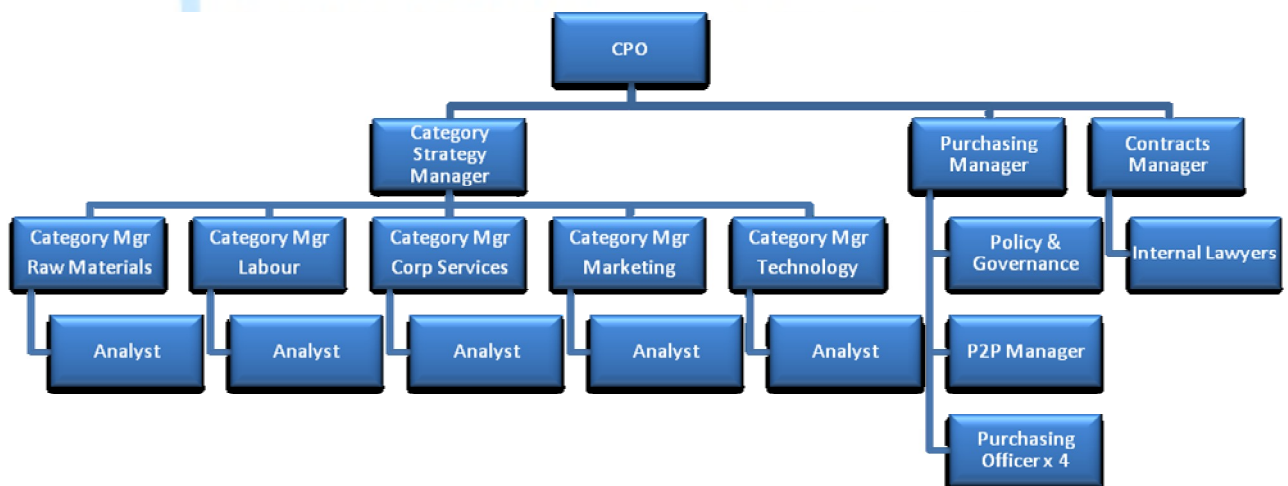 CPO
Category
Strategy
Manager
Purchasing
Manager
Contracts
Manager
Category Mgr
Raw Materials
Category Mgr
Labour
Category Mgr
Corp Services
Category Mgr
Marketing
Category Mgr
Technology
Policy &
Governance
Internal Lawyers
Analyst
Analyst
Analyst
Analyst
Analyst
P2P Manager
Purchasing
Officer x 4